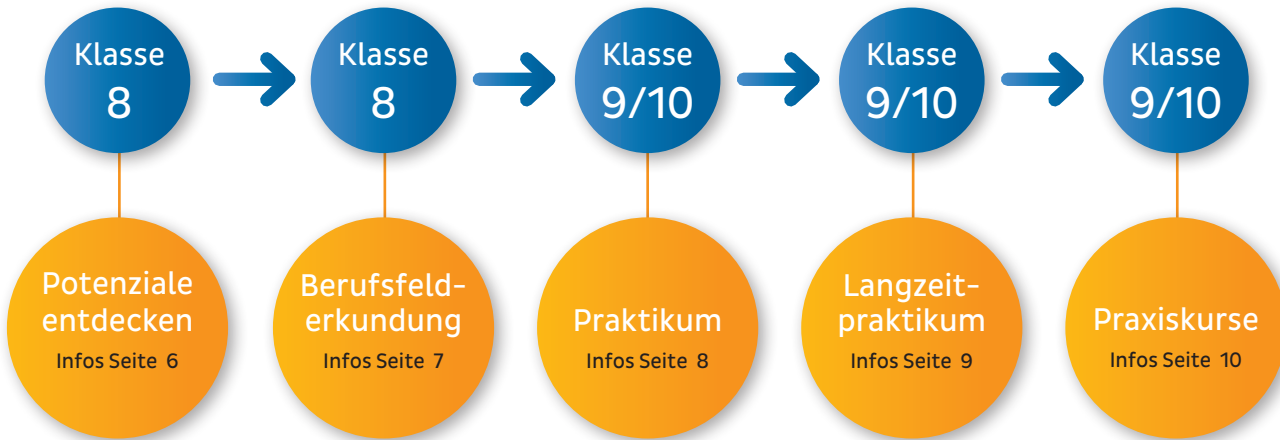 Klasse
8
Klasse
8
Klasse
9/10
Klasse
9/10
Klasse
9/10
Potenziale
entdecken
Infos Seite 6
Berufsfeld-
erkundung
Infos Seite 7
Praktikum
Infos Seite 8
Langzeit-
praktikum
Infos Seite 9
Praxiskurse
Infos Seite 10